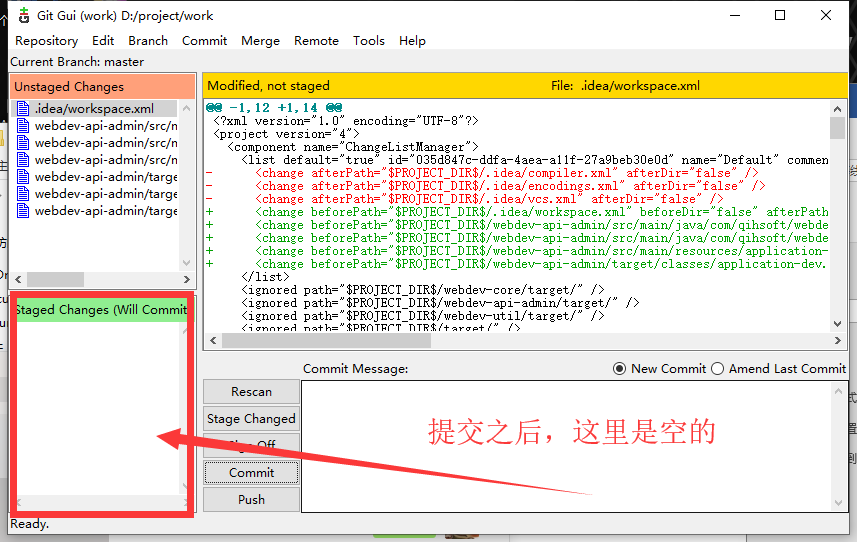 Git Gui (work) D:/project/work
Repository Edit Branch Commit Merge Remote Tools Help
Current Branch: master
Unstaged Changes
.idea/workspace.xml
webdev-api-admin/src/m
webdev-api-admin/src/m
webdev-api-admin/src/m
webdev-api-admin/targe
webdev-api-admin/targe
webdev-api-admin/targe
Staged Changes (Will Commit
Modified, not staged File: .idea/workspace.xml
@@ -1,12 +1,14 @@
<?xml version="1.0" encoding="UTF-8"?>
<project version="4">
<component name="ChangeListManager">
<list default="true" id="035d847c-ddfa-4aea-a11f-27a9beb30e0d" name="Default" commen
- <change afterPath="$PROJECT_DIR$/.idea/compiler.xml" afterDir="false" />
- <change afterPath="$PROJECT_DIR$/.idea/encodings.xml" afterDir="false" />
- <change afterPath="$PROJECT_DIR$/.idea/vcs.xml" afterDir="false" />
+ <change beforePath="$PROJECT_DIR$/.idea/workspace.xml" beforeDir="false" afterPath
+ <change beforePath="$PROJECT_DIR$/webdev-api-admin/src/main/java/com/qihsoft/webde
+ <change beforePath="$PROJECT_DIR$/webdev-api-admin/src/main/java/com/qihsoft/webde
+ <change beforePath="$PROJECT_DIR$/webdev-api-admin/src/main/resources/application-
+ <change beforePath="$PROJECT_DIR$/webdev-api-admin/target/classes/application-dev.
</list>
<ignored path="$PROJECT_DIR$/webdev-core/target/" />
<ignored path="$PROJECT_DIR$/webdev-api-admin/target/" />
<ignored path="$PROJECT_DIR$/webdev-util/target/" />
<ignored path="$PROJECT_DIR$/target/" />
Commit Message: New Commit Amend Last Commit
Rescan
Stage Changed
Sign Off
Commit
Push
提交之后，这里是空的
Ready.